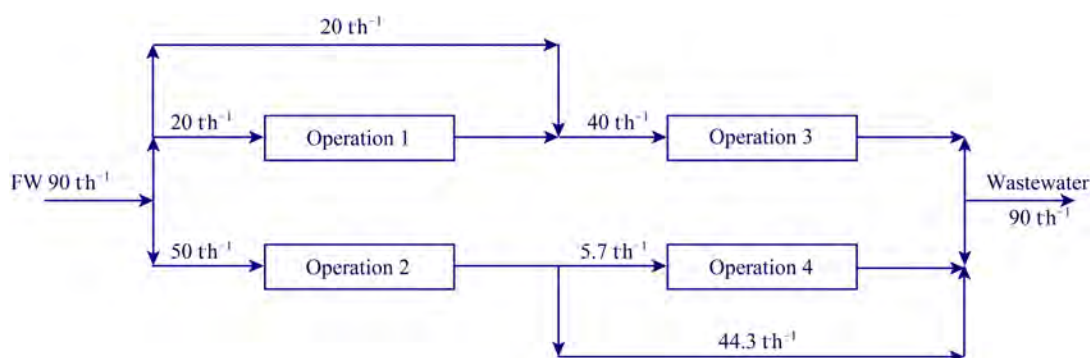 20 th⁻¹
20 th⁻¹
Operation 1
40 th⁻¹
Operation 3
FW 90 th⁻¹
Wastewater
90 th⁻¹
50 th⁻¹
Operation 2
5.7 th⁻¹
Operation 4
44.3 th⁻¹